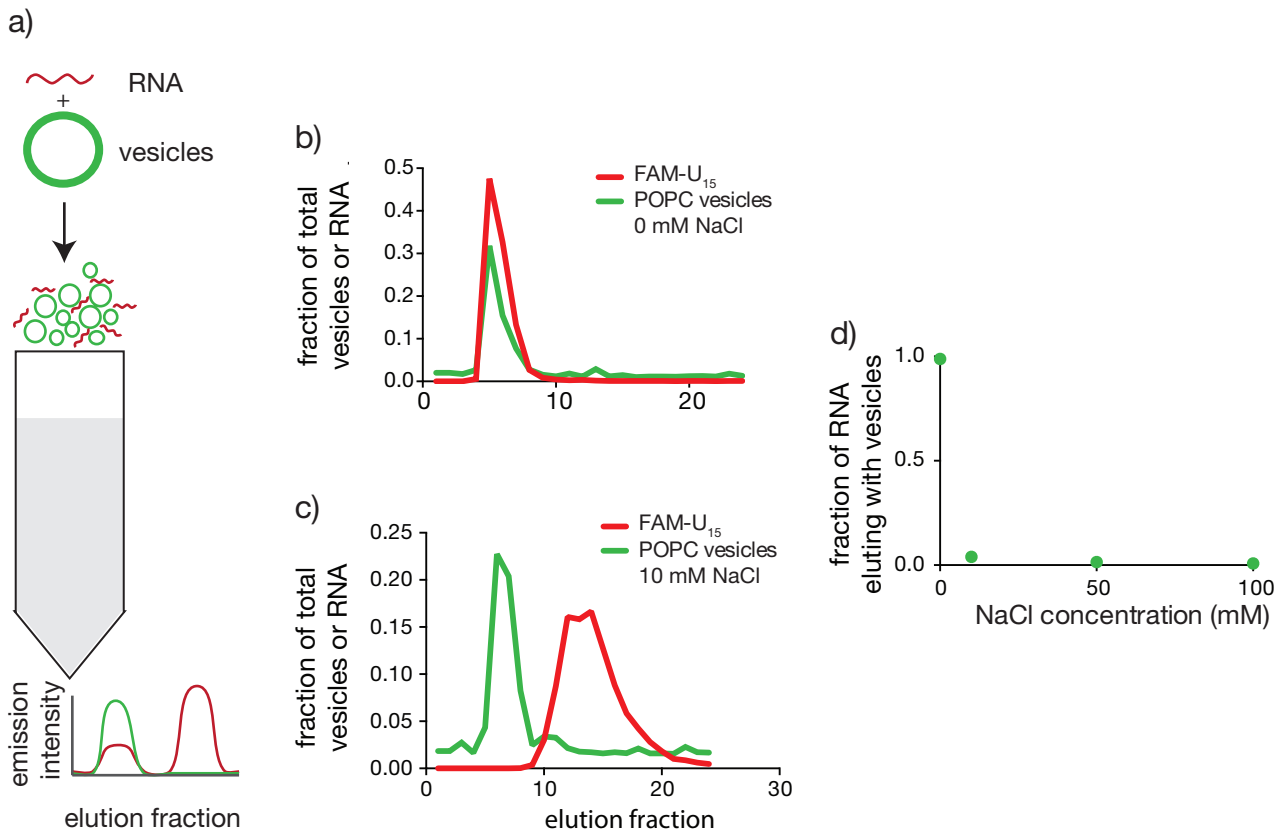 a)
RNA
+
vesicles
emission
intensity
elution fraction
b)
fraction of total
vesicles or RNA
0.5
0.4
0.3
0.2
0.1
0.0
0
10
20
FAM-U15
POPC vesicles
0 mM NaCl
c)
fraction of total
vesicles or RNA
0.25
0.20
0.15
0.10
0.05
0.00
0
10
20
30
elution fraction
FAM-U15
POPC vesicles
10 mM NaCl
d)
fraction of RNA
eluting with vesicles
1.0
0.5
0.0
0
50
100
NaCl concentration (mM)